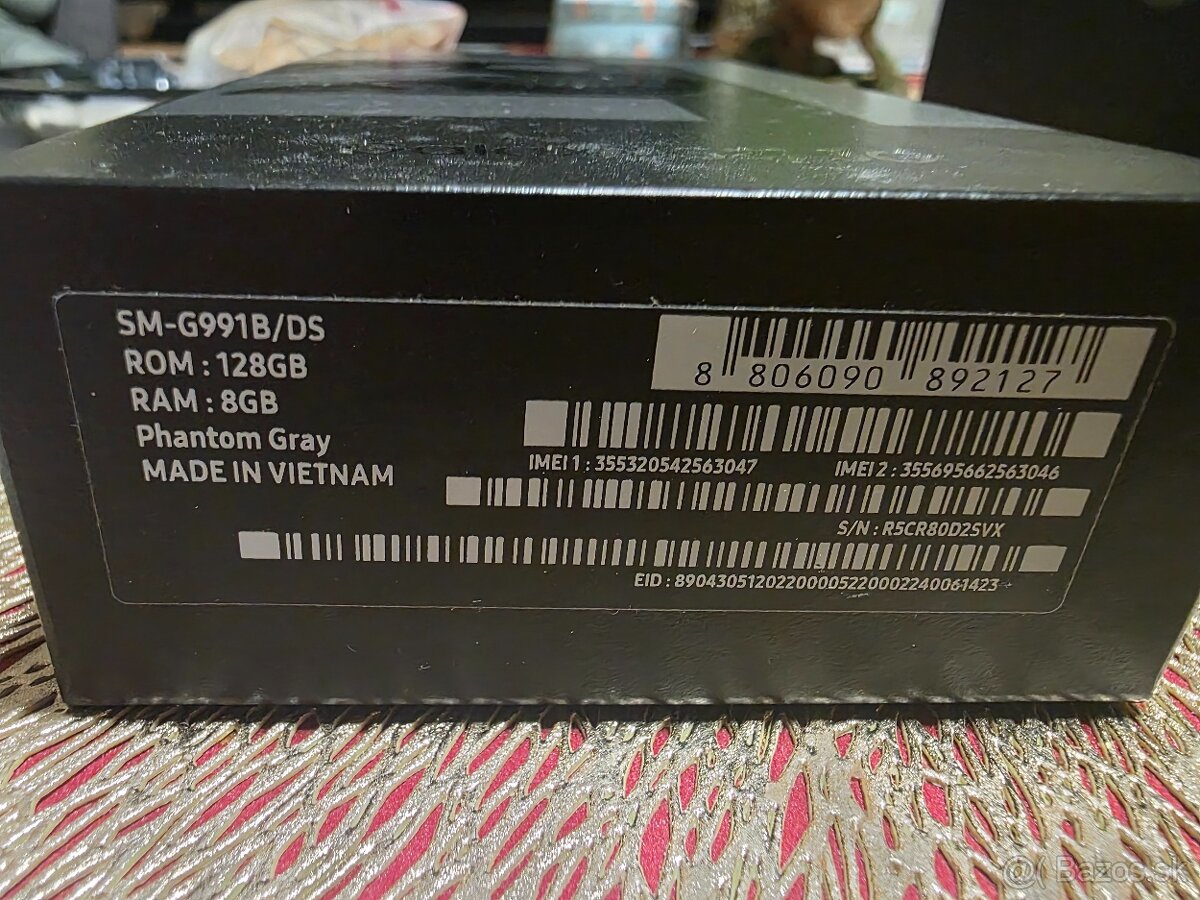 SM-G991B/DS
ROM : 128GB
RAM : 8GB
Phantom Gray
MADE IN VIETNAM
8 806090 892127
IMEI 1 : 355320542563047 IMEI 2 : 355695662563046
S/N : R5CR80D2SVX
EID : 89043051202200005220002240061423
Bazos.sk